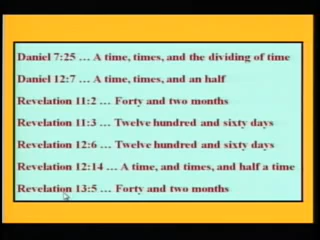 Daniel 7:25 ... A time, times, and the dividing of time
Daniel 12:7 ... A time, times, and an half
Revelation 11:2 ... Forty and two months
Revelation 11:3 ... Twelve hundred and sixty days
Revelation 12:6 ... Twelve hundred and sixty days
Revelation 12:14 ... A time, and times, and half a time
Revelation 13:5 ... Forty and two months